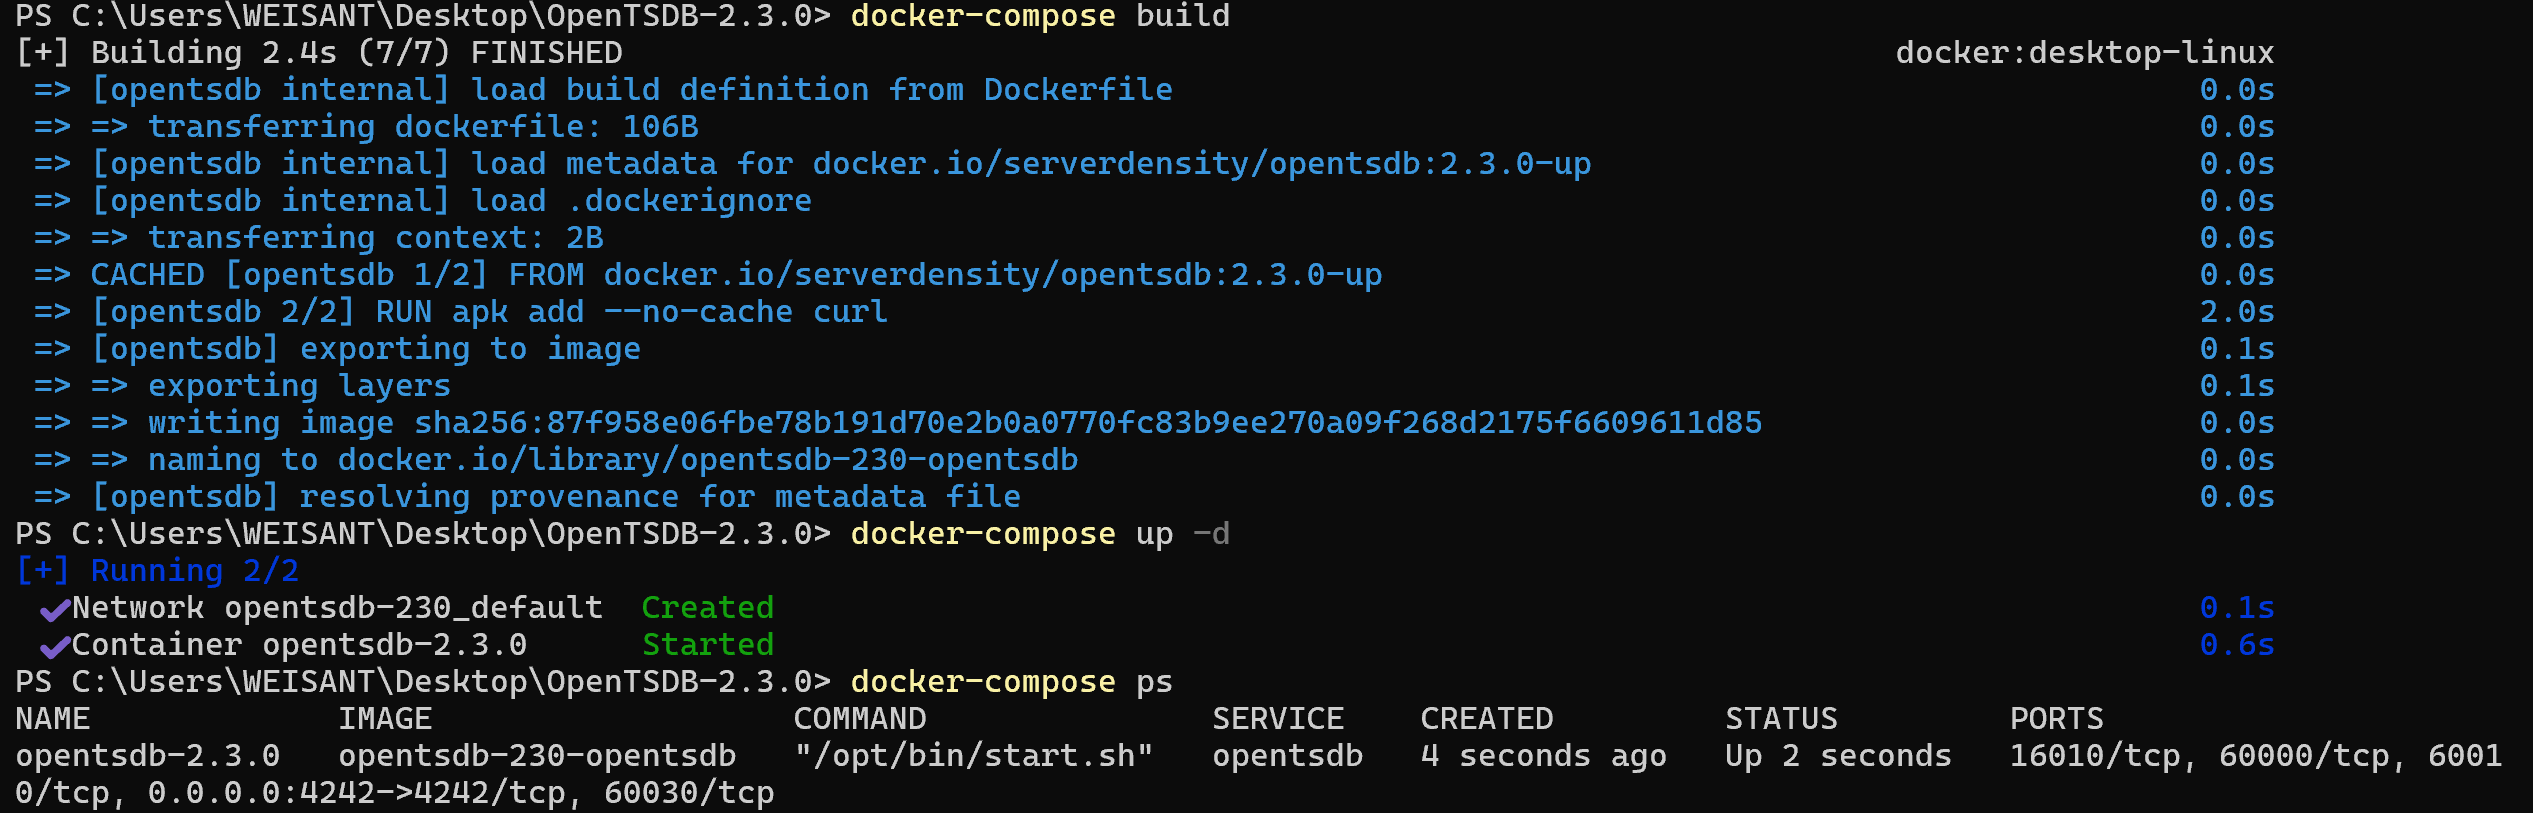 PS C:\Users\WEISANT\Desktop\OpenTSDB-2.3.0> docker-compose build
[+] Building 2.4s (7/7) FINISHED docker:desktop-linux
=> [opentsdb internal] load build definition from Dockerfile 0.0s
=> => transferring dockerfile: 106B 0.0s
=> [opentsdb internal] load metadata for docker.io/serverdensity/opentsdb:2.3.0-up 0.0s
=> [opentsdb internal] load .dockerignore 0.0s
=> => transferring context: 2B 0.0s
=> CACHED [opentsdb 1/2] FROM docker.io/serverdensity/opentsdb:2.3.0-up 0.0s
=> [opentsdb 2/2] RUN apk add --no-cache curl 2.0s
=> [opentsdb] exporting to image 0.1s
=> => exporting layers 0.1s
=> => writing image sha256:87f958e06fbe78b191d70e2b0a0770fc83b9ee270a09f268d2175f6609611d85 0.0s
=> => naming to docker.io/library/opentsdb-230-opentsdb 0.0s
=> [opentsdb] resolving provenance for metadata file 0.0s
PS C:\Users\WEISANT\Desktop\OpenTSDB-2.3.0> docker-compose up -d
[+] Running 2/2
✔Network opentsdb-230_default Created 0.1s
✔Container opentsdb-2.3.0 Started 0.6s
PS C:\Users\WEISANT\Desktop\OpenTSDB-2.3.0> docker-compose ps
NAME IMAGE COMMAND SERVICE CREATED STATUS PORTS
opentsdb-2.3.0 opentsdb-230-opentsdb "/opt/bin/start.sh" opentsdb 4 seconds ago Up 2 seconds 16010/tcp, 60000/tcp, 6001
0/tcp, 0.0.0.0:4242->4242/tcp, 60030/tcp